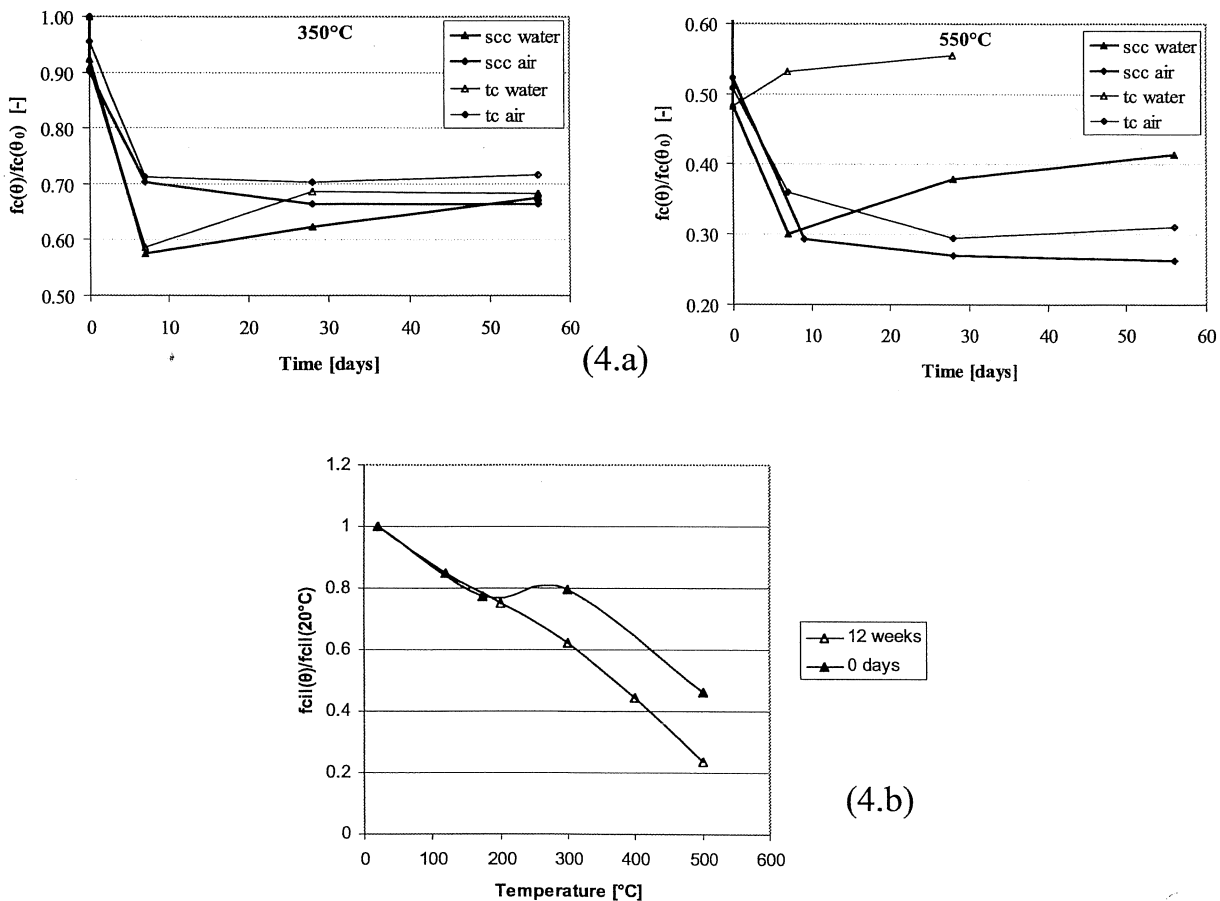 350°C
scc water
scc air
tc water
tc air
1.00
0.90
0.80
0.70
0.60
0.50
fc(θ)/fc(θ₀) [-]
0 10 20 30 40 50 60
Time [days]
550°C
scc water
scc air
tc water
tc air
0.60
0.50
0.40
0.30
0.20
fc(θ)/fc(θ₀) [-]
0 10 20 30 40 50 60
Time [days]
(4.a)
1.2
1
0.8
0.6
0.4
0.2
0
fcil(θ)/fcil(20°C)
0 100 200 300 400 500 600
Temperature [°C]
12 weeks
0 days
(4.b)